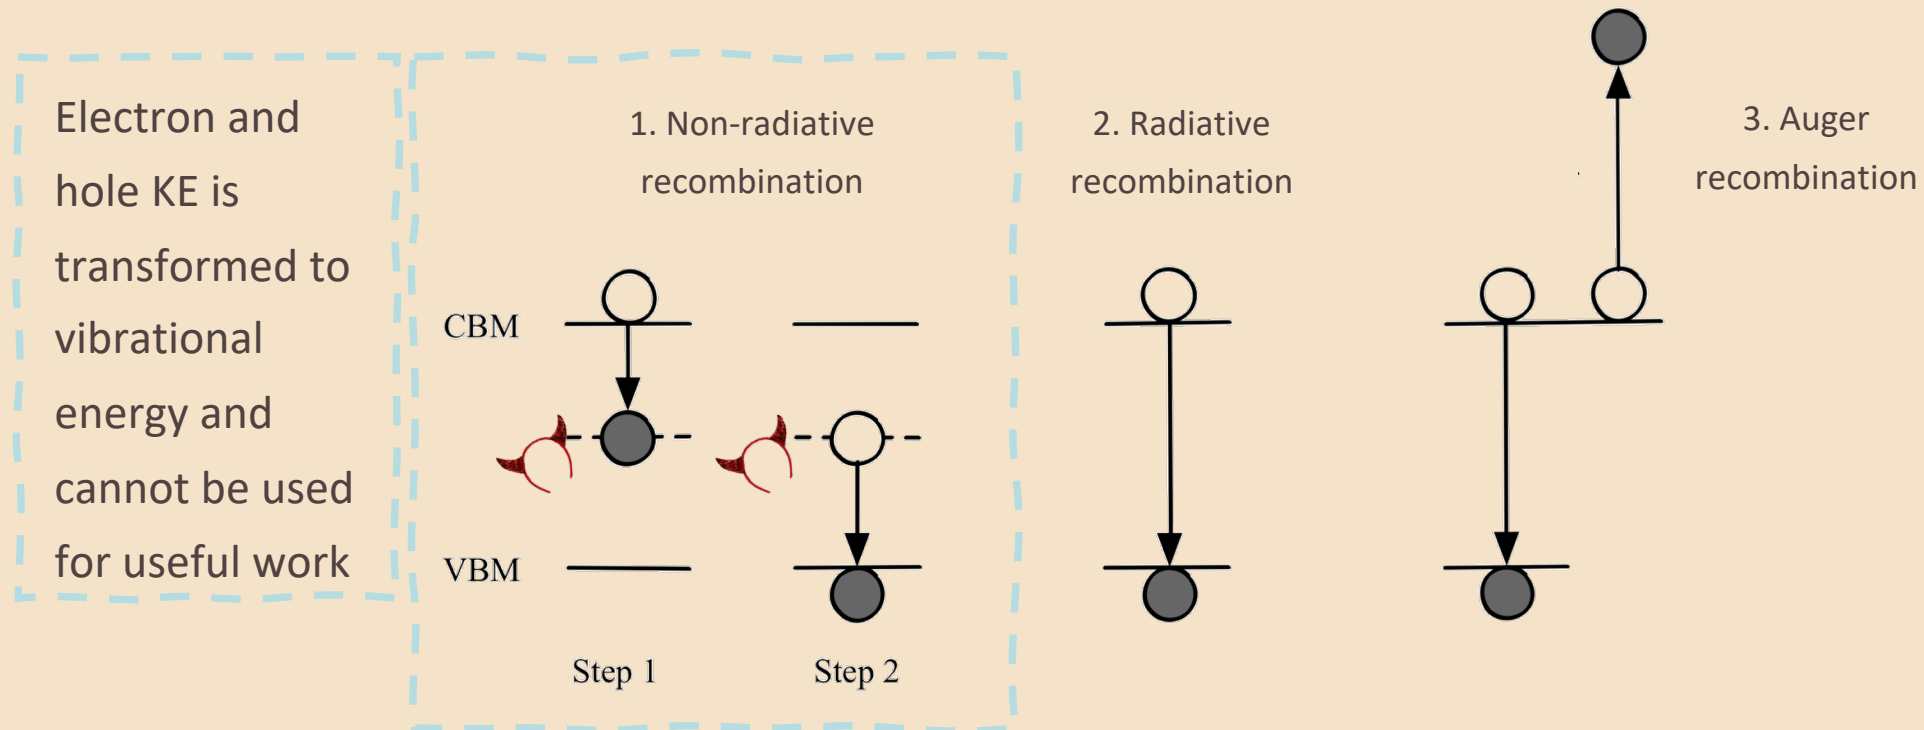 Electron and
hole KE is
transformed to
vibrational
energy and
cannot be used
for useful work
1. Non-radiative
recombination
CBM
VBM
Step 1
Step 2
2. Radiative
recombination
3. Auger
recombination